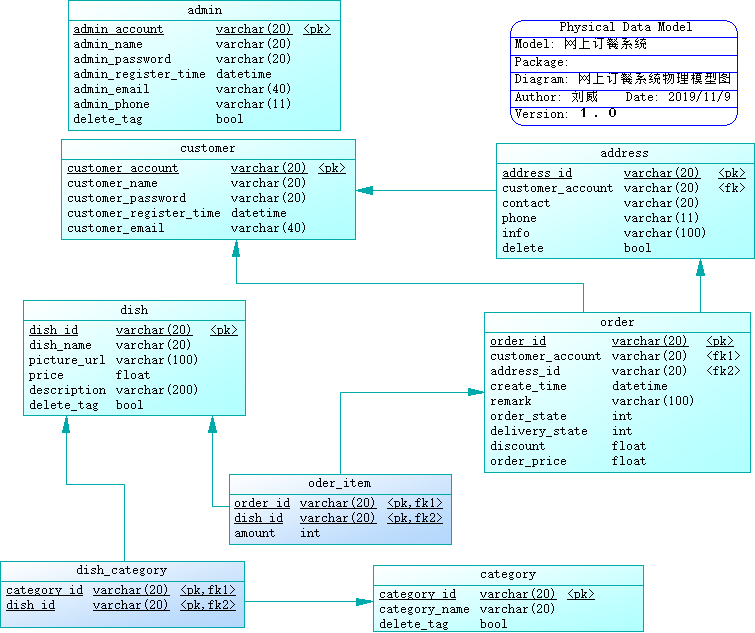 admin
admin_account varchar(20) <pk>
admin_name varchar(20)
admin_password varchar(20)
admin_register_time datetime
admin_email varchar(40)
admin_phone varchar(11)
delete_tag bool
Physical Data Model
Model: 网上订餐系统
Package:
Diagram: 网上订餐系统物理模型图
Author: 刘威 Date: 2019/11/9
Version: 1.0
customer
customer_account varchar(20) <pk>
customer_name varchar(20)
customer_password varchar(20)
customer_register_time datetime
customer_email varchar(40)
address
address_id varchar(20) <pk>
customer_account varchar(20) <fk>
contact varchar(20)
phone varchar(11)
info varchar(100)
delete bool
dish
dish_id varchar(20) <pk>
dish_name varchar(20)
picture_url varchar(100)
price float
description varchar(200)
delete_tag bool
order
order_id varchar(20) <pk>
customer_account varchar(20) <fk1>
address_id varchar(20) <fk2>
create_time datetime
remark varchar(100)
order_state int
delivery_state int
discount float
order_price float
oder_item
order_id varchar(20) <pk,fk1>
dish_id varchar(20) <pk,fk2>
amount int
dish_category
category_id varchar(20) <pk,fk1>
dish_id varchar(20) <pk,fk2>
category
category_id varchar(20) <pk>
category_name varchar(20)
delete_tag bool